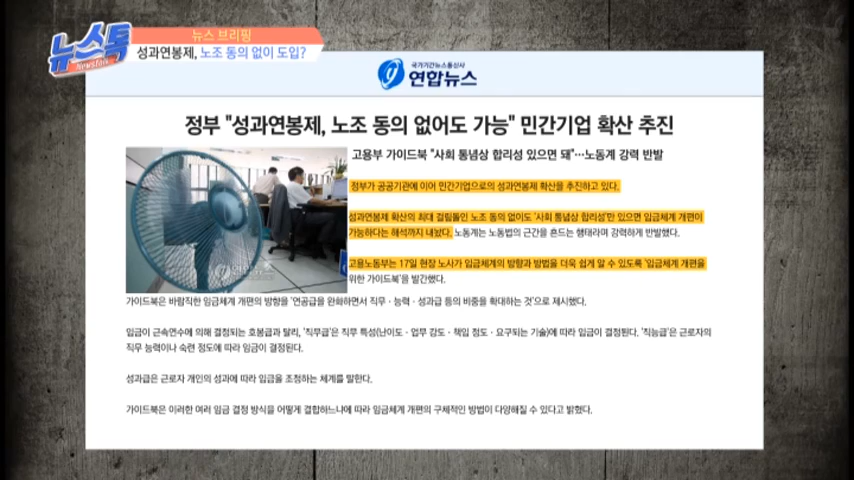 뉴스톡
Newstalk
뉴스 브리핑
성과연봉제, 노조 동의 없이 도입?
국가기간뉴스통신사
연합뉴스
정부 "성과연봉제, 노조 동의 없어도 가능" 민간기업 확산 추진
고용부 가이드북 "사회 통념상 합리성 있으면 돼"…노동계 강력 반발
정부가 공공기관에 이어 민간기업으로의 성과연봉제 확산을 추진하고 있다.
성과연봉제 확산의 최대 걸림돌인 노조 동의 없이도 '사회 통념상 합리성'만 있으면 임금체계 개편이
가능하다는 해석까지 내놨다. 노동계는 노동법의 근간을 흔드는 행태라며 강력하게 반발했다.
고용노동부는 17일 현장 노사가 임금체계의 방향과 방법을 더욱 쉽게 알 수 있도록 '임금체계 개편을
위한 가이드북'을 발간했다.
연합뉴스
가이드북은 바람직한 임금체계 개편의 방향을 '연공급을 완화하면서 직무·능력·성과급 등의 비중을 확대하는 것'으로 제시했다.
임금이 근속연수에 의해 결정되는 호봉급과 달리, '직무급'은 직무 특성(난이도·업무 강도·책임 정도·요구되는 기술)에 따라 임금이 결정된다. '직능급'은 근로자의
직무 능력이나 숙련 정도에 따라 임금이 결정된다.
성과급은 근로자 개인의 성과에 따라 임금을 조정하는 체계를 말한다.
가이드북은 이러한 여러 임금 결정 방식을 어떻게 결합하느냐에 따라 임금체계 개편의 구체적인 방법이 다양해질 수 있다고 밝혔다.